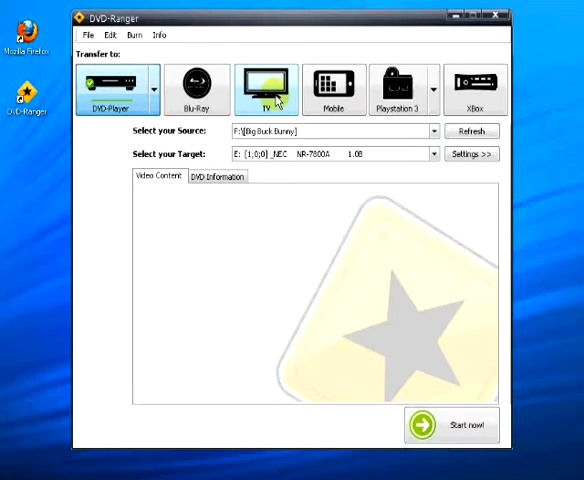 DVD-Ranger
File Edit Burn Info
Transfer to:
DVD-Player Blu-Ray TV Mobile Playstation 3 XBox
Select your Source: F:\[Big Buck Bunny] Refresh
Select your Target: E: [1;0;0] _NEC NR-7800A 1.08 Settings >>
Video Content DVD Information
Start now!
Mozilla Firefox
DVD-Ranger